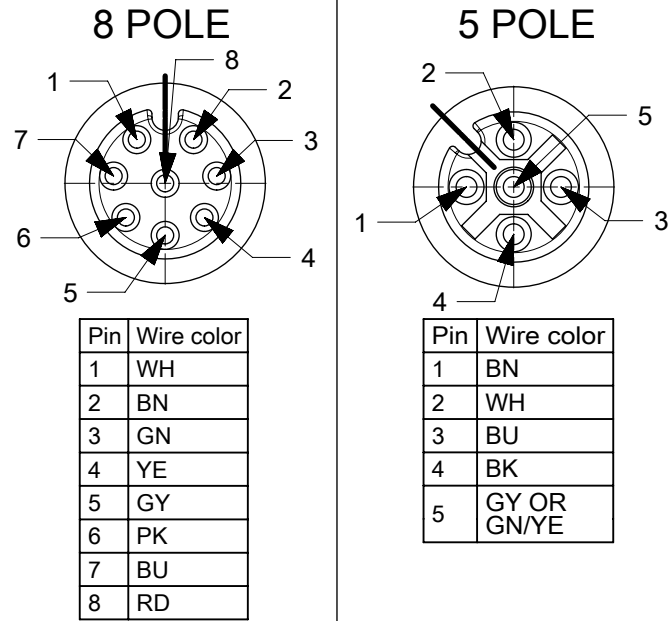 8 POLE
8
1
2
7
3
6
4
5
Pin Wire color
1 WH
2 BN
3 GN
4 YE
5 GY
6 PK
7 BU
8 RD
5 POLE
2
5
1
3
4
Pin Wire color
1 BN
2 WH
3 BU
4 BK
5 GY OR
GN/YE